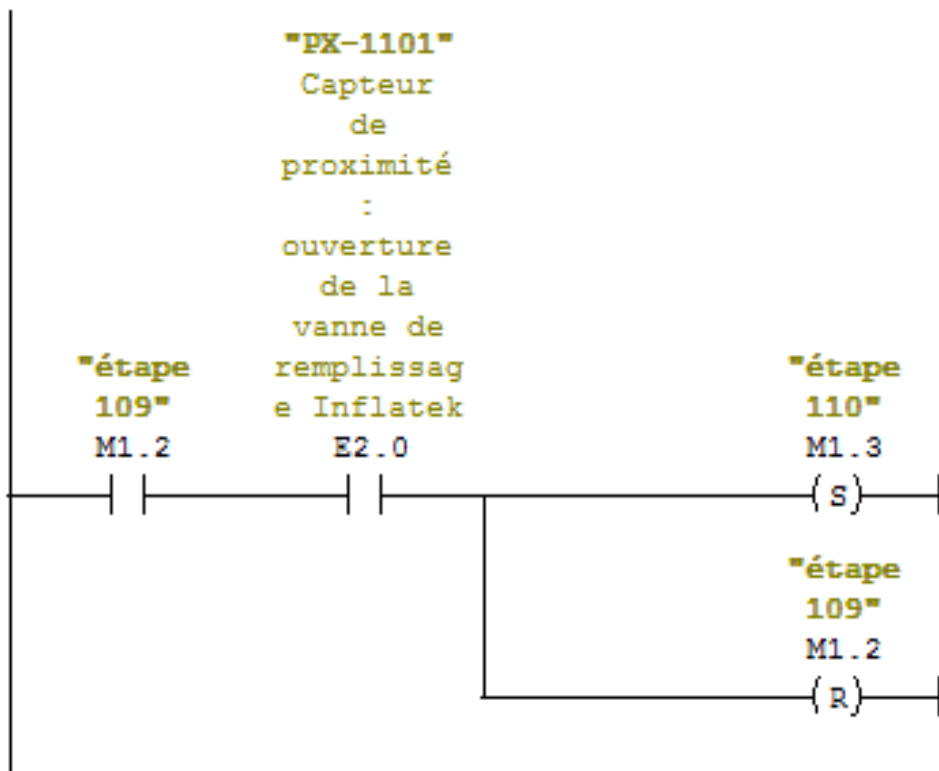 "PX-1101"
Capteur
de
proximité
:
ouverture
de la
vanne de
remplissag
e Inflatek
E2.0
"étape
109"
M1.2
"étape
110"
M1.3
S
"étape
109"
M1.2
R